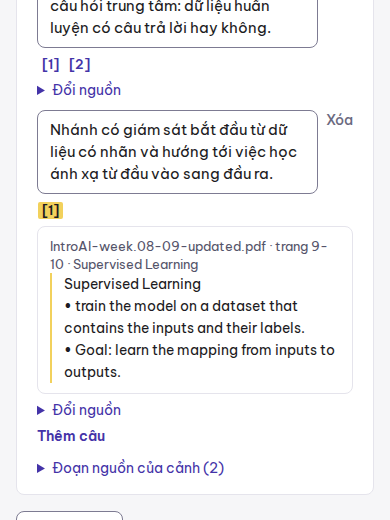 câu hỏi trung tâm: dữ liệu huấn
luyện có câu trả lời hay không.
[1] [2]
▶ Đổi nguồn
Nhánh có giám sát bắt đầu từ dữ
liệu có nhãn và hướng tới việc học
ánh xạ từ đầu vào sang đầu ra.
Xóa
[1]
IntroAI-week.08-09-updated.pdf · trang 9-
10 · Supervised Learning
Supervised Learning
• train the model on a dataset that
contains the inputs and their labels.
• Goal: learn the mapping from inputs to
outputs.
▶ Đổi nguồn
Thêm câu
▶ Đoạn nguồn của cảnh (2)